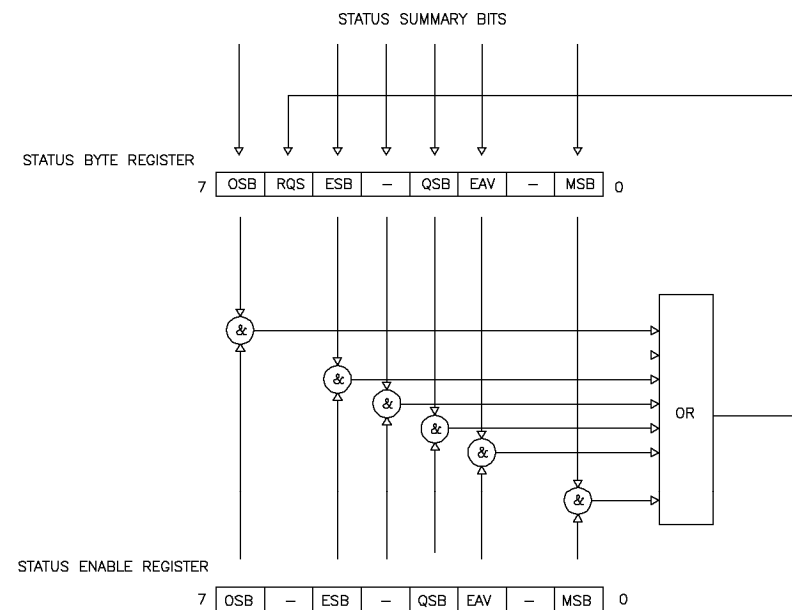 STATUS SUMMARY BITS
STATUS BYTE REGISTER
7 OSB RQS ESB – QSB EAV – MSB 0
&
&
&
&
OR
&
&
STATUS ENABLE REGISTER
7 OSB – ESB – QSB EAV – MSB 0